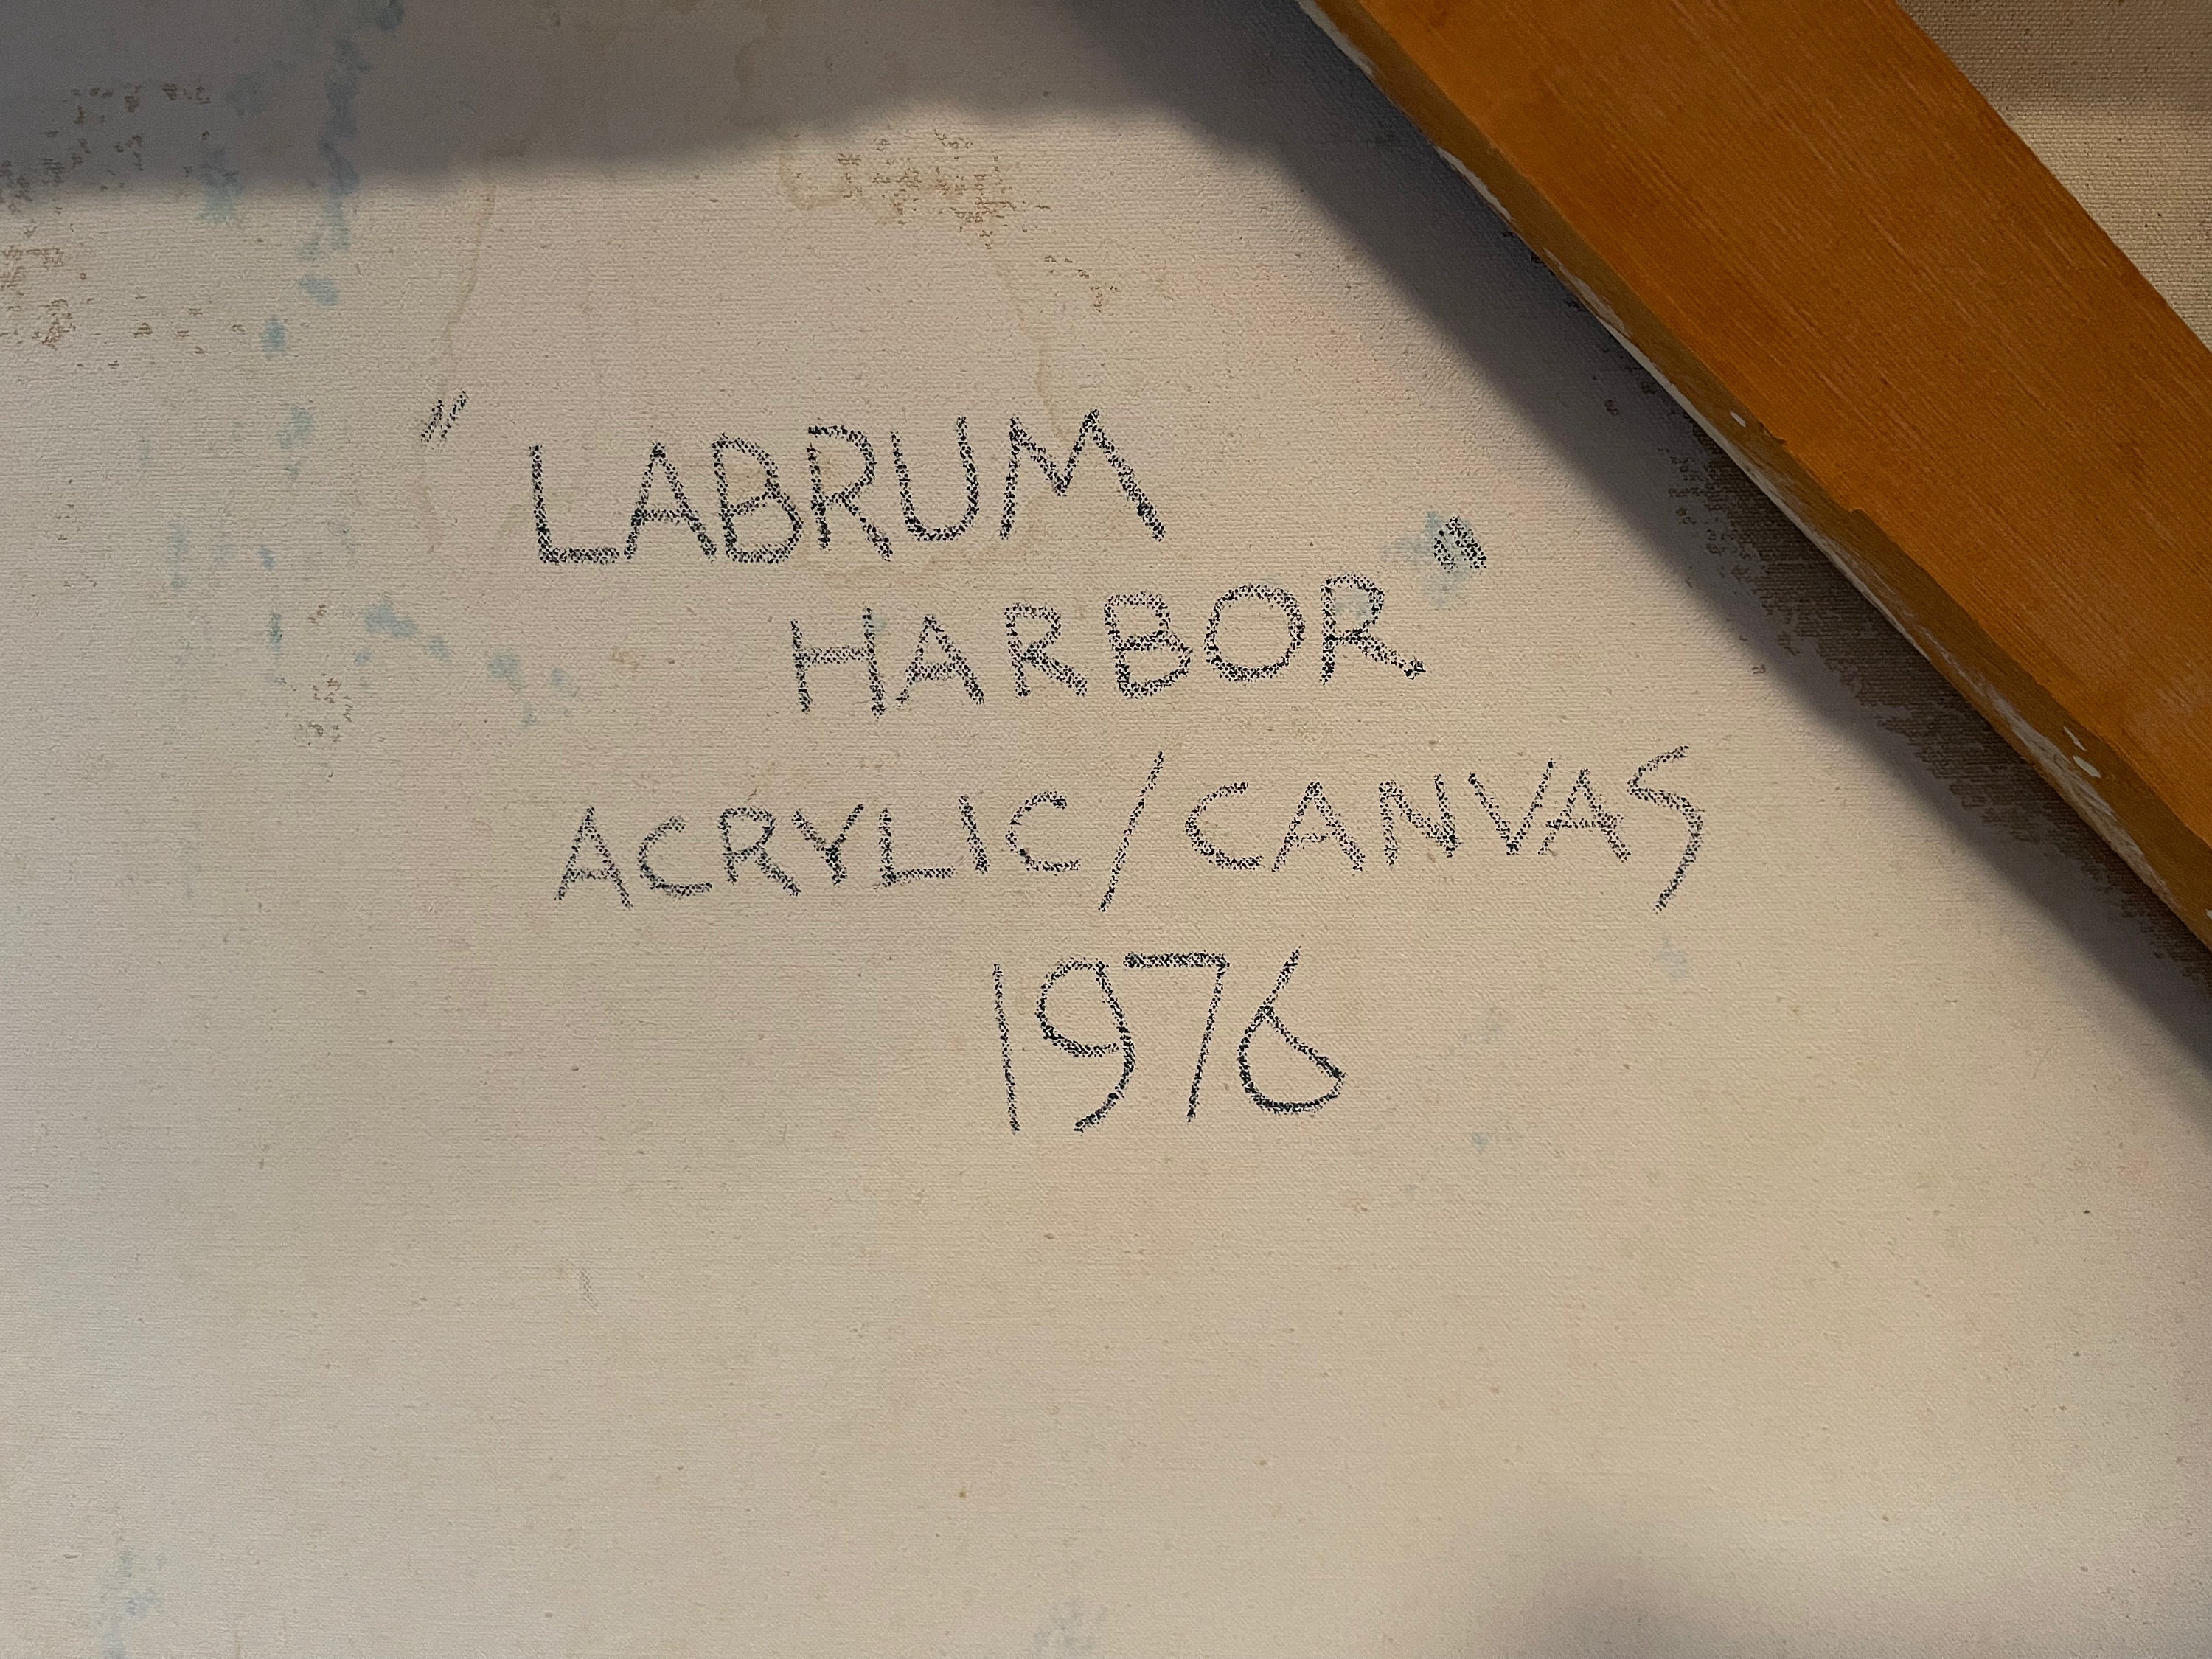 "LABRUM
HARBOR"
ACRYLIC/CANVAS
1976